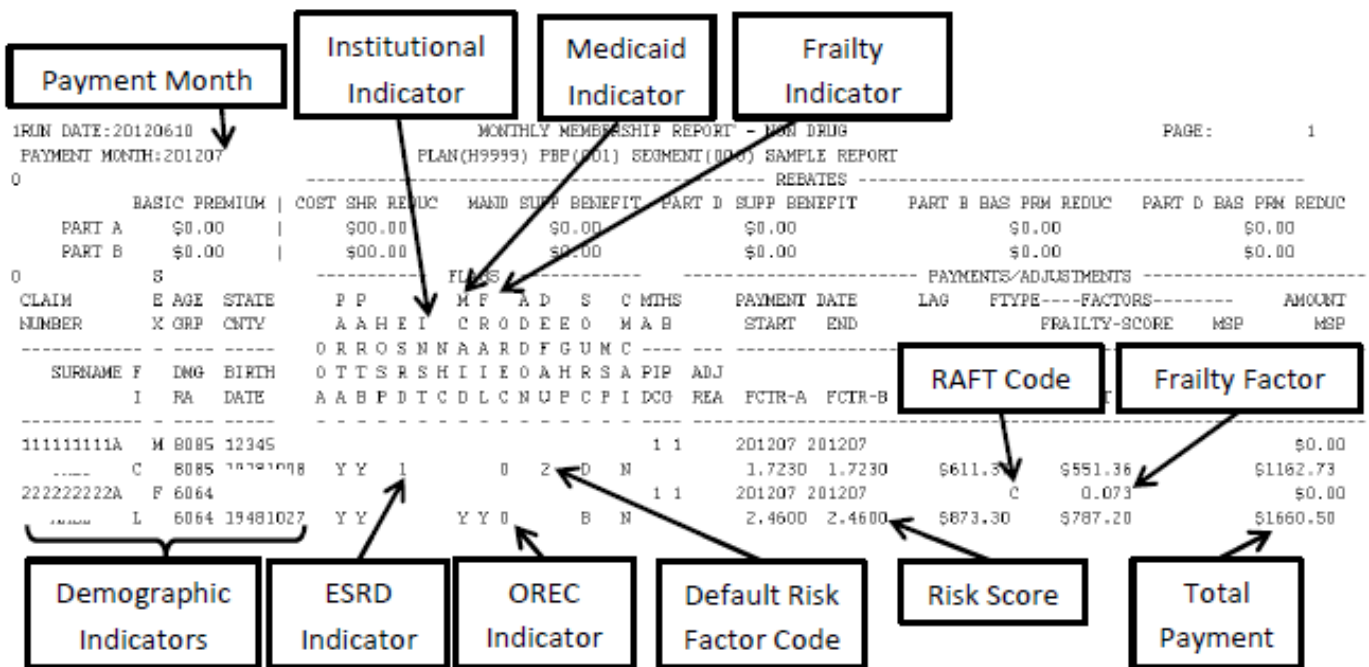 Institutional Indicator
Medicaid Indicator
Frailty Indicator
Payment Month
1RUN DATE:20120610 MONTHLY MEMBERSHIP REPORT - NON DRUG PAGE: 1
PAYMENT MONTH:201207 PLAN(H9999) PBP(001) SEGMENT(000) SAMPLE REPORT
0 REBATES
BASIC PREMIUM | COST SHR REDUC MAND SUPP BENEFIT PART D SUPP BENEFIT PART B BAS PRM REDUC PART D BAS PRM REDUC
PART A $0.00 | $00.00 $0.00 $0.00 $0.00 $0.00
PART B $0.00 | $00.00 $0.00 $0.00 $0.00 $0.00
0 S FLAGS PAYMENTS/ADJUSTMENTS
CLAIM E AGE STATE P P M F A D S C MTHS PAYMENT DATE LAG FTYPE----FACTORS-------- AMOUNT
NUMBER X GRP CNTY A A H E I C R O D E E O M A B START END FRAILTY-SCORE MSP MSP
O R R O S N N A A R D F G U M C
SURNAME F DMG BIRTH O T T S R S H I I E O A H R S A PIP ADJ
I RA DATE A A B P D T C D L C N U P C P I DCG REA FCTR-A FCTR-B
RAFT Code
Frailty Factor
111111111A M 8085 12345 1 1 201207 201207 $0.00
C 8085 Y Y 1 0 2 D N 1.7230 1.7230 $551.36 $1162.73
222222222A F 6064 1 1 201207 201207 C 0.073 $0.00
L 6064 19481027 Y Y Y Y 0 B N 2.4600 2.4600 $873.30 $787.20 $1660.50
Demographic Indicators
ESRD Indicator
OREC Indicator
Default Risk Factor Code
Risk Score
Total Payment